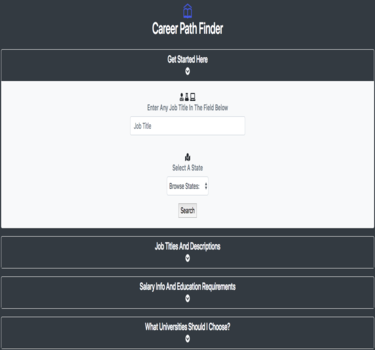 Career Path Finder
Get Started Here
Enter Any Job Title In The Field Below
Job Title
Select A State
Browse States:
Search
Job Titles And Descriptions
Salary Info And Education Requirements
What Universities Should I Choose?